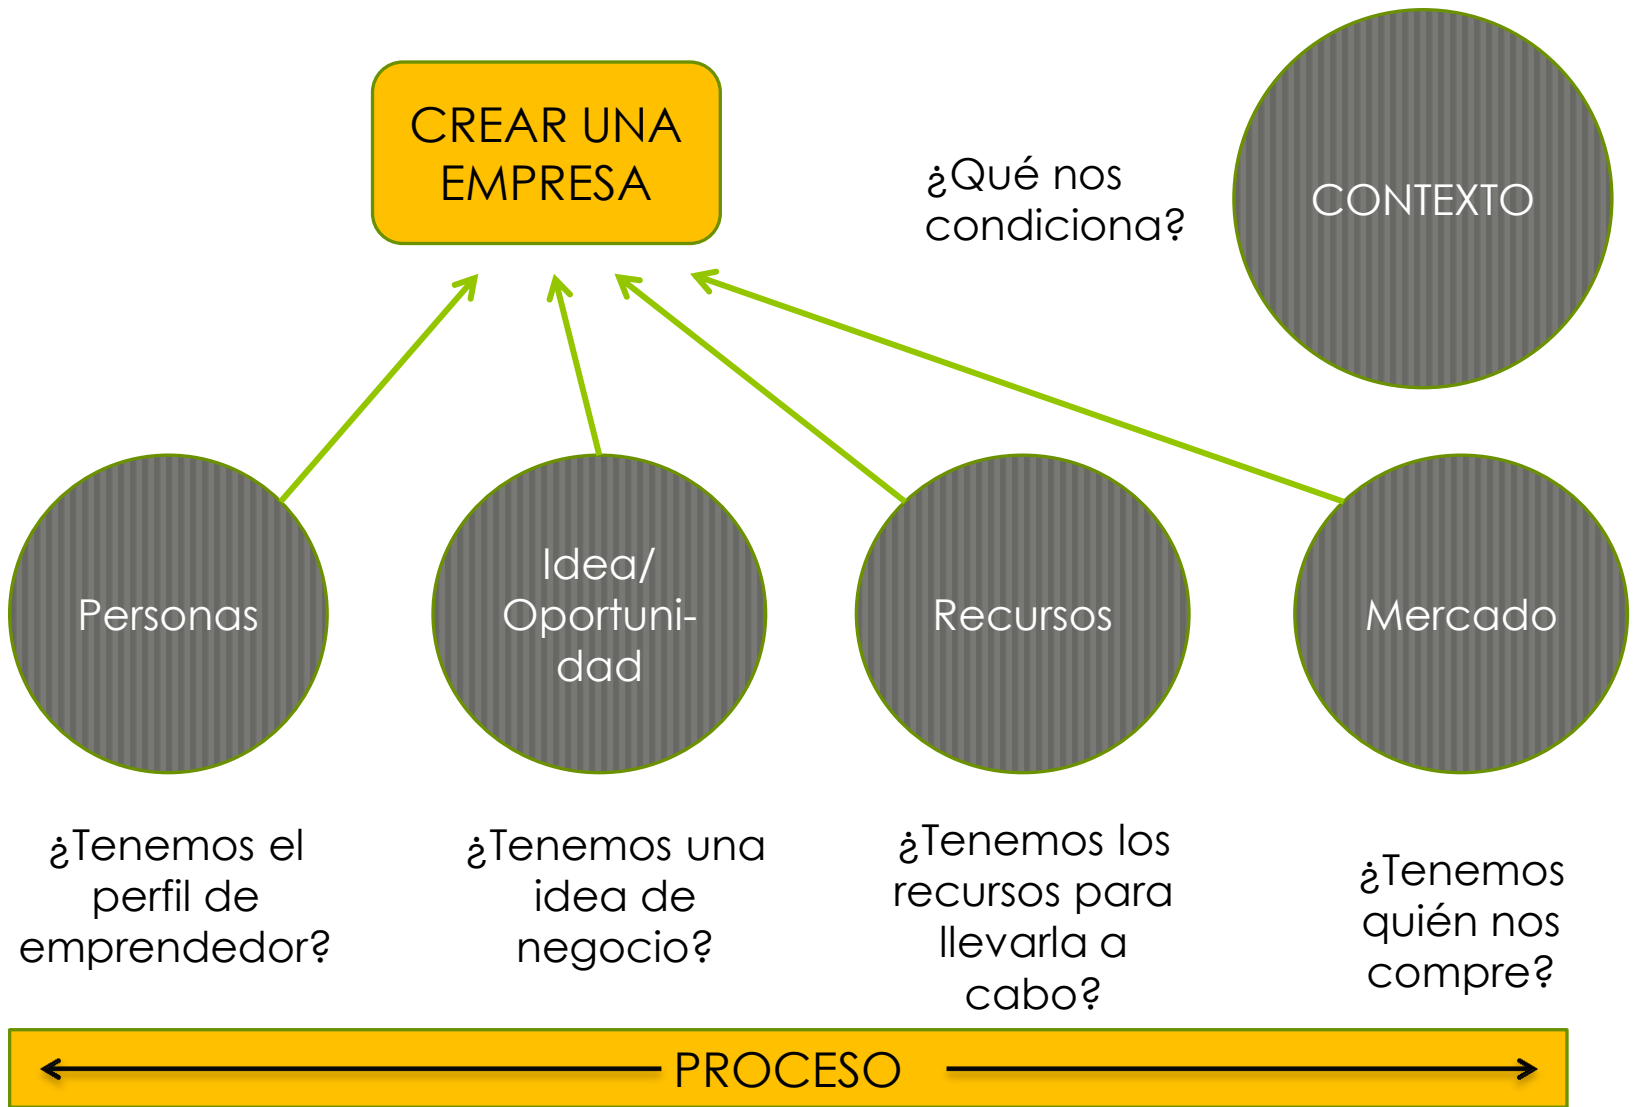 CREAR UNA
EMPRESA
¿Qué nos
condiciona?
CONTEXTO
Personas
Idea/
Oportuni-
dad
Recursos
Mercado
¿Tenemos el
perfil de
emprendedor?
¿Tenemos una
idea de
negocio?
¿Tenemos los
recursos para
llevarla a
cabo?
¿Tenemos
quién nos
compre?
PROCESO